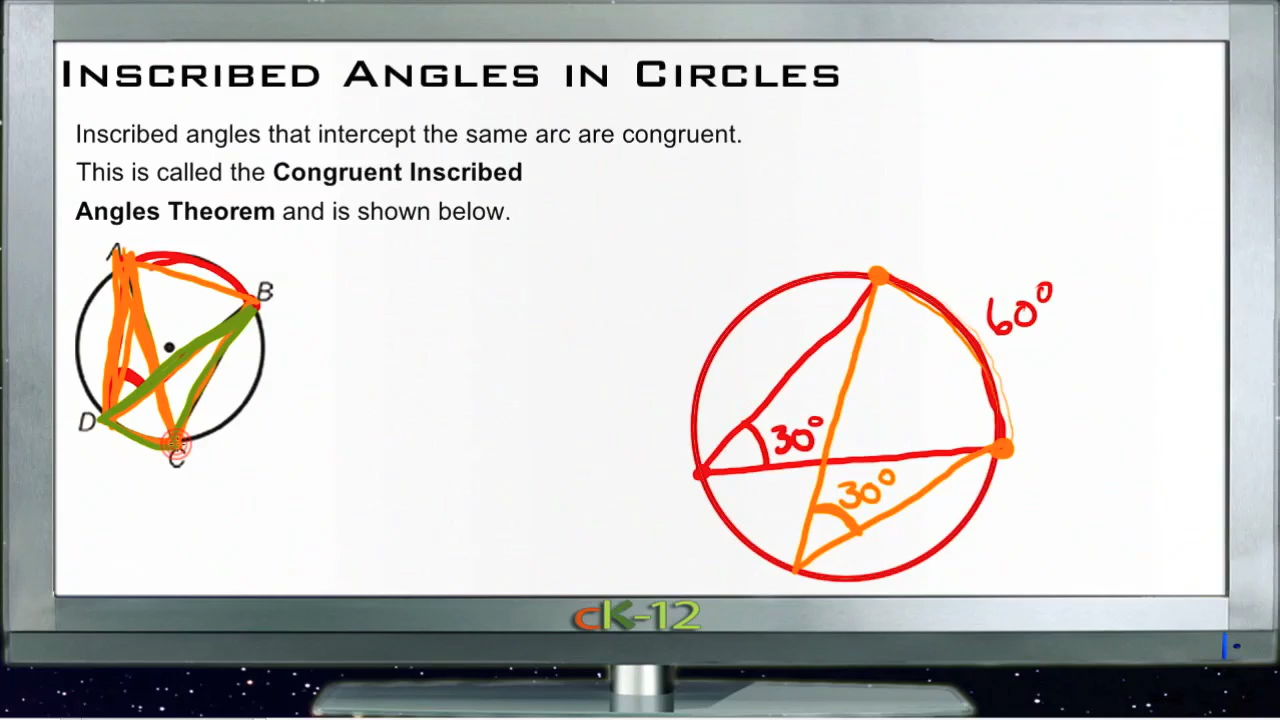 INSCRIBED ANGLES IN CIRCLES
Inscribed angles that intercept the same arc are congruent.
This is called the Congruent Inscribed
Angles Theorem and is shown below.
A
B
D
C
60°
30°
30°
cK-12